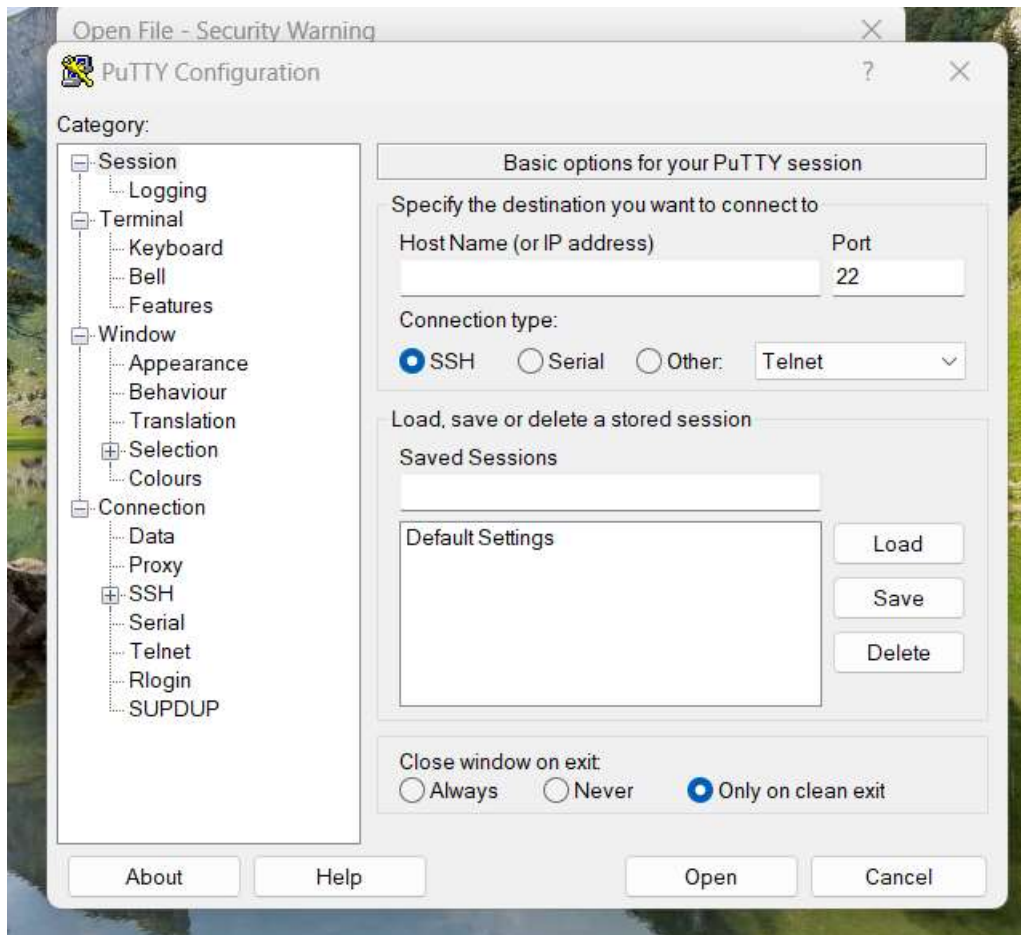 Open File - Security Warning
PuTTY Configuration
?
Category:
Session
Logging
Terminal
Keyboard
Bell
Features
Window
Appearance
Behaviour
Translation
Selection
Colours
Connection
Data
Proxy
SSH
Serial
Telnet
Rlogin
SUPDUP
Basic options for your PuTTY session
Specify the destination you want to connect to
Host Name (or IP address) Port
22
Connection type:
SSH Serial Other: Telnet
Load, save or delete a stored session
Saved Sessions
Default Settings
Load
Save
Delete
Close window on exit:
Always Never Only on clean exit
About Help Open Cancel